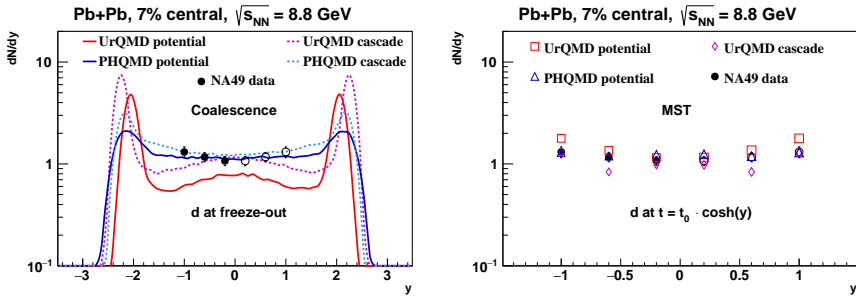 Pb+Pb, 7% central, √sNN = 8.8 GeV
dN/dy
UrQMD potential
UrQMD cascade
PHQMD potential
PHQMD cascade
NA49 data
Coalescence
d at freeze-out
10
1
10⁻¹
−3 −2 −1 0 1 2 3
y
Pb+Pb, 7% central, √sNN = 8.8 GeV
dN/dy
UrQMD potential
UrQMD cascade
PHQMD potential
NA49 data
MST
d at t = t₀ · cosh(y)
10
1
10⁻¹
−1 −0.5 0 0.5 1
y